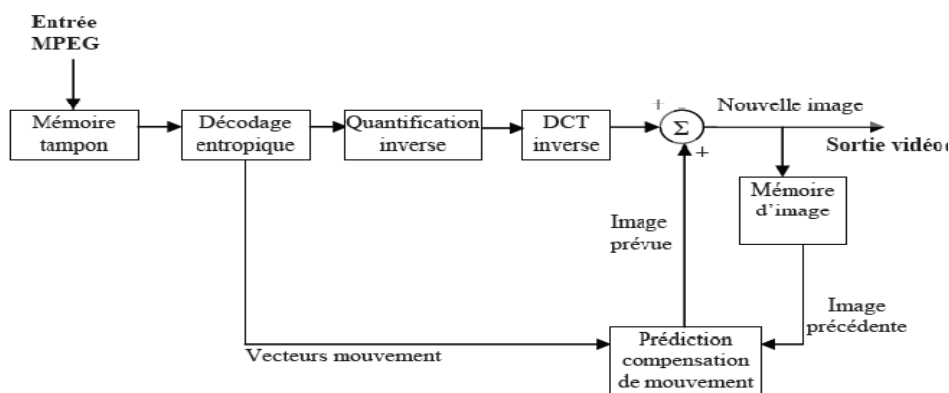 Entrée
MPEG
Mémoire
tampon
Décodage
entropique
Quantification
inverse
DCT
inverse
+ -
Σ
+
Nouvelle image
Sortie vidéo
Mémoire
d'image
Image
prévue
Image
précédente
Vecteurs mouvement
Prédiction
compensation
de mouvement